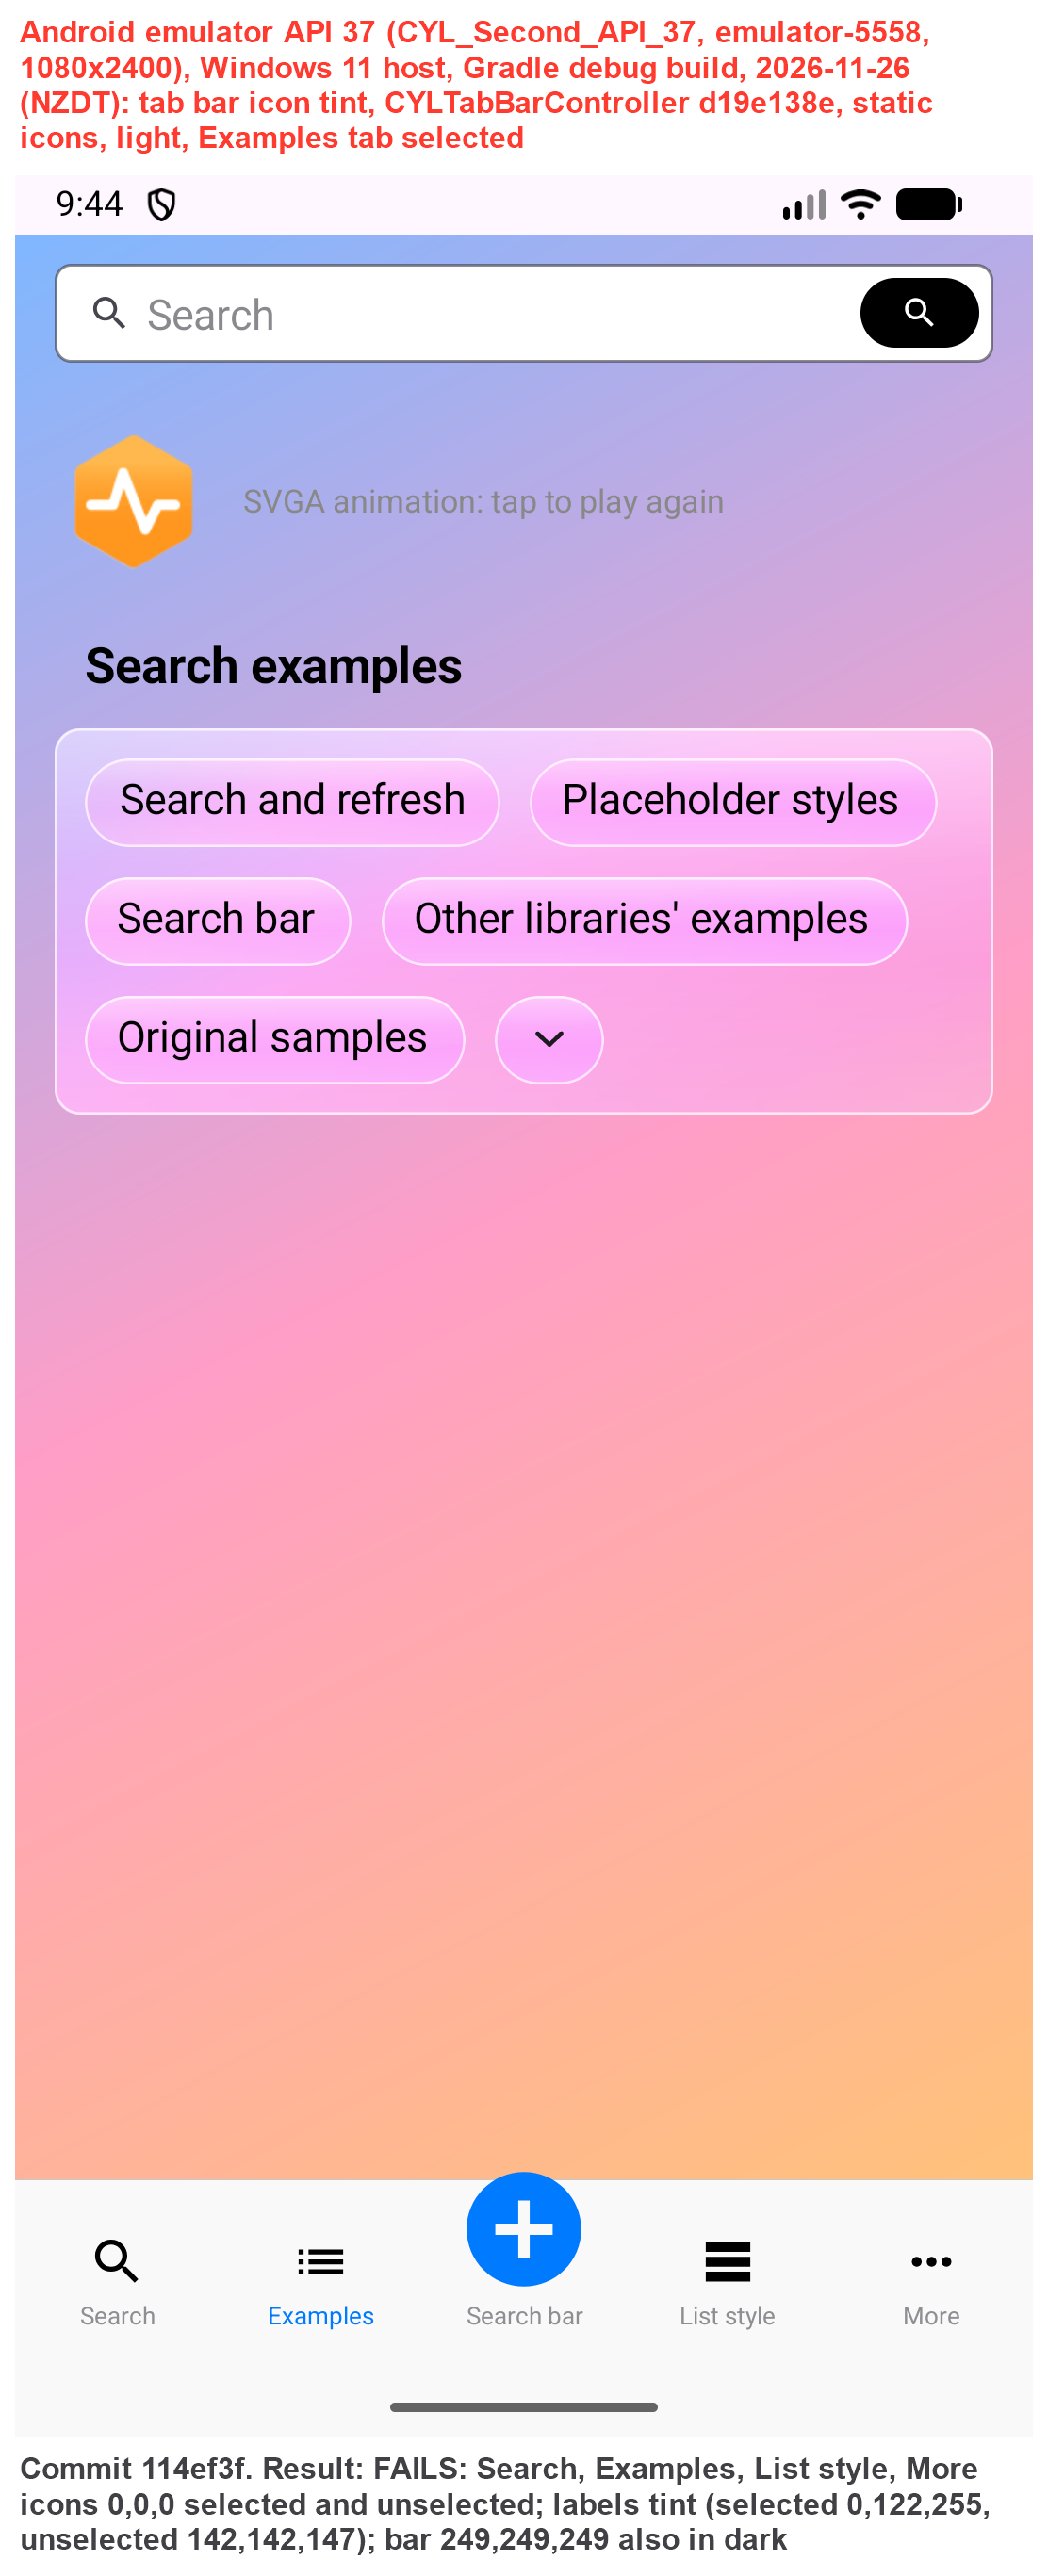 Android emulator API 37 (CYL_Second_API_37, emulator-5558,
1080x2400), Windows 11 host, Gradle debug build, 2026-11-26
(NZDT): tab bar icon tint, CYLTabBarController d19e138e, static
icons, light, Examples tab selected
9:44
Search
SVGA animation: tap to play again
Search examples
Search and refresh
Placeholder styles
Search bar
Other libraries' examples
Original samples
Search
Examples
Search bar
List style
More
Commit 114ef3f. Result: FAILS: Search, Examples, List style, More
icons 0,0,0 selected and unselected; labels tint (selected 0,122,255,
unselected 142,142,147); bar 249,249,249 also in dark